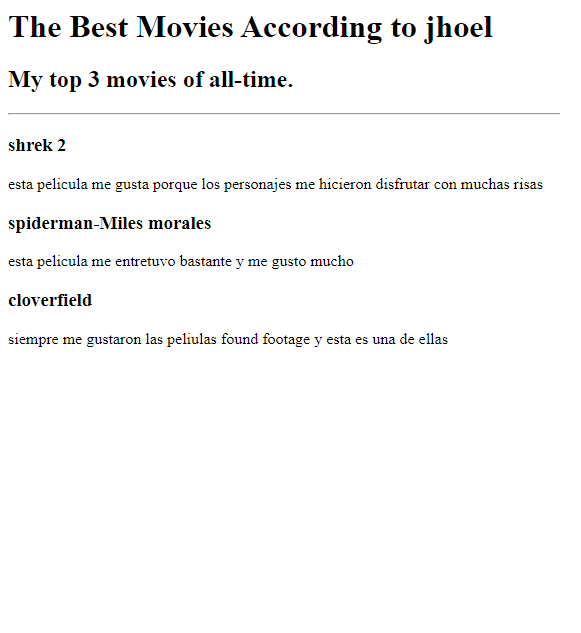 The Best Movies According to jhoel
My top 3 movies of all-time.
shrek 2
esta pelicula me gusta porque los personajes me hicieron disfrutar con muchas risas
spiderman-Miles morales
esta pelicula me entretuvo bastante y me gusto mucho
cloverfield
siempre me gustaron las peliulas found footage y esta es una de ellas